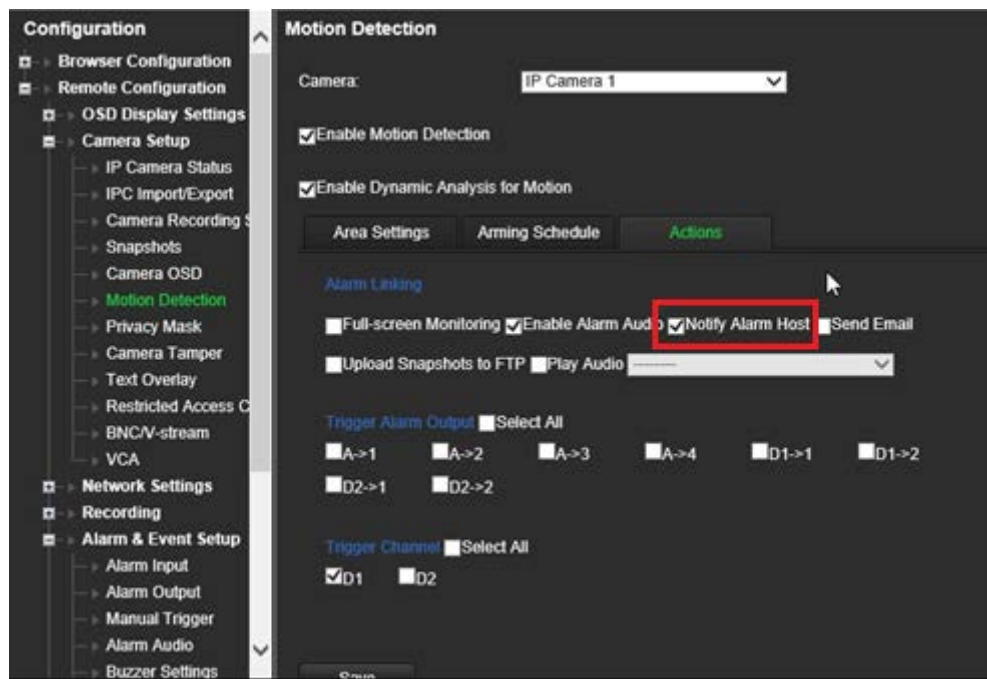 Configuration
Browser Configuration
Remote Configuration
OSD Display Settings
Camera Setup
IP Camera Status
IPC Import/Export
Camera Recording S
Snapshots
Camera OSD
Motion Detection
Privacy Mask
Camera Tamper
Text Overlay
Restricted Access C
BNC/V-stream
VCA
Network Settings
Recording
Alarm & Event Setup
Alarm Input
Alarm Output
Manual Trigger
Alarm Audio
Buzzer Settings
Motion Detection
Camera: IP Camera 1
Enable Motion Detection
Enable Dynamic Analysis for Motion
Area Settings Arming Schedule Actions
Alarm Linking
Full-screen Monitoring Enable Alarm Audio Notify Alarm Host Send Email
Upload Snapshots to FTP Play Audio --------
Trigger Alarm Output Select All
A->1 A->2 A->3 A->4 D1->1 D1->2
D2->1 D2->2
Trigger Channel Select All
D1 D2
Save